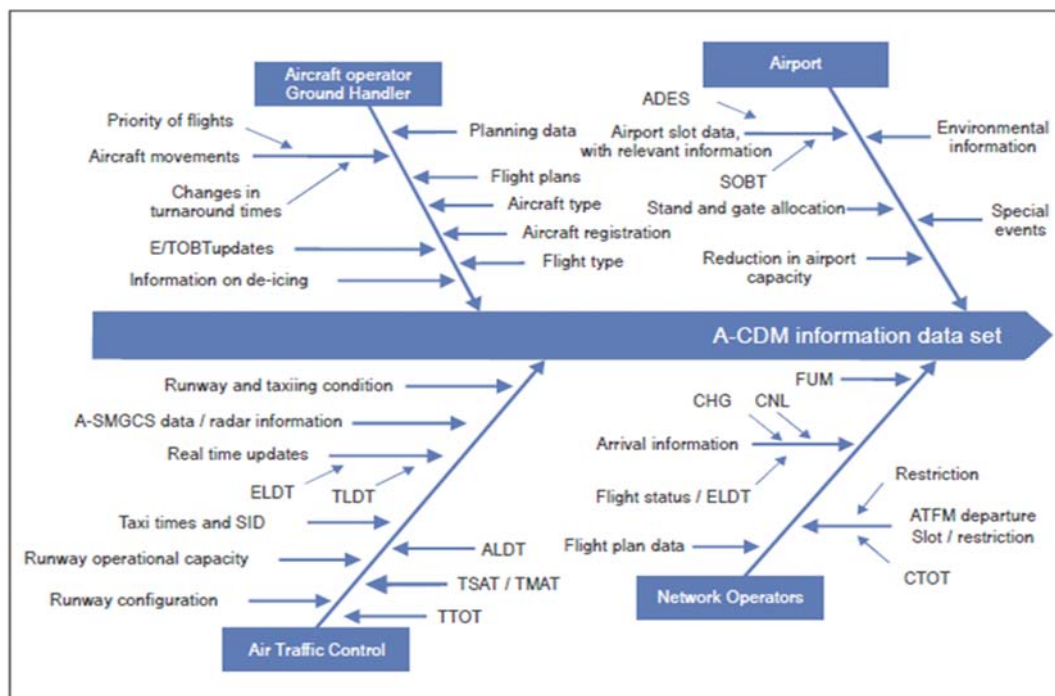 Aircraft operator
Ground Handler
Airport
Priority of flights
Aircraft movements
Changes in
turnaround times
E/TOBTupdates
Information on de-icing
Planning data
Flight plans
Aircraft type
Aircraft registration
Flight type
ADES
Airport slot data,
with relevant information
SOBT
Stand and gate allocation
Reduction in airport
capacity
Environmental
information
Special
events
A-CDM information data set
Runway and taxiing condition
A-SMGCS data / radar information
Real time updates
ELDT
TLDT
Taxi times and SID
Runway operational capacity
Runway configuration
ALDT
TSAT / TMAT
TTOT
Air Traffic Control
FUM
CHG
CNL
Arrival information
Flight status / ELDT
Flight plan data
Restriction
ATFM departure
Slot / restriction
CTOT
Network Operators